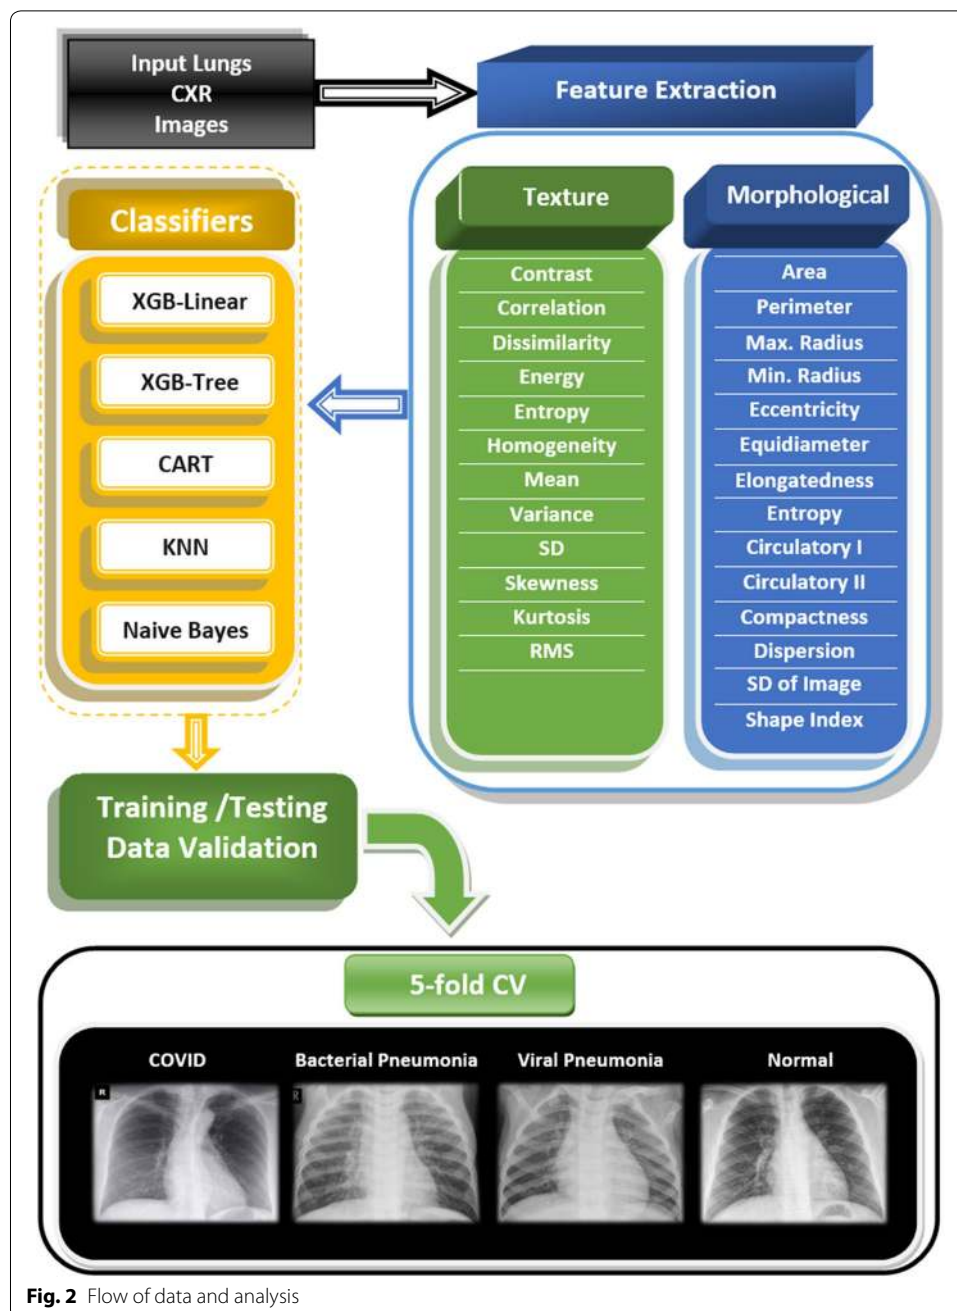 Input Lungs
CXR
Images
Feature Extraction
Classifiers
XGB-Linear
XGB-Tree
CART
KNN
Naive Bayes
Texture
Contrast
Correlation
Dissimilarity
Energy
Entropy
Homogeneity
Mean
Variance
SD
Skewness
Kurtosis
RMS
Morphological
Area
Perimeter
Max. Radius
Min. Radius
Eccentricity
Equidiameter
Elongatedness
Entropy
Circulatory I
Circulatory II
Compactness
Dispersion
SD of Image
Shape Index
Training /Testing
Data Validation
5-fold CV
COVID
Bacterial Pneumonia
Viral Pneumonia
Normal
R
R
Fig. 2 Flow of data and analysis